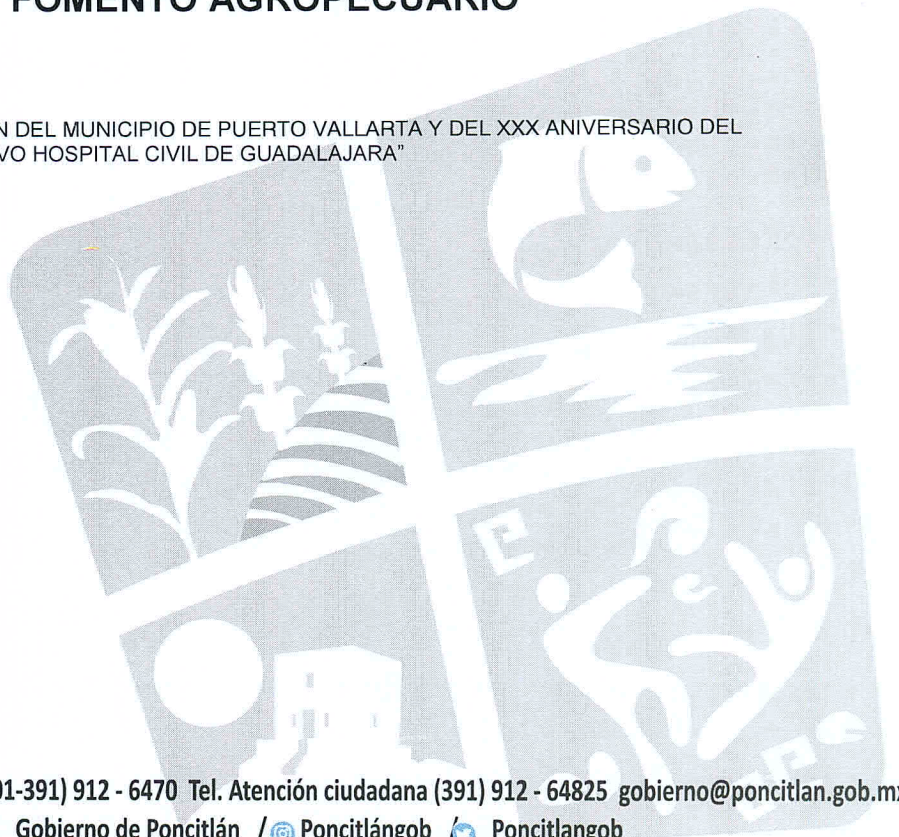 FOMENTO AGROPECUARIO
N DEL MUNICIPIO DE PUERTO VALLARTA Y DEL XXX ANIVERSARIO DEL
VO HOSPITAL CIVIL DE GUADALAJARA”
01-391) 912 - 6470 Tel. Atención ciudadana (391) 912 - 64825 gobierno@poncitlan.gob.mx
Gobierno de Poncitlán / Poncitlángob / Poncitlangob